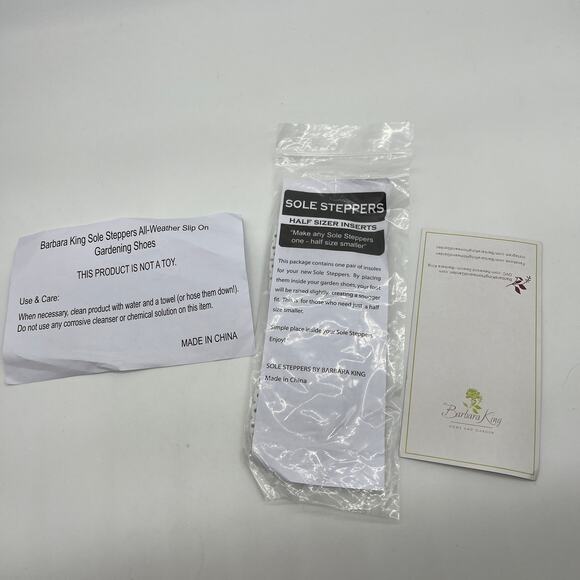 Barbara King Sole Steppers All-Weather Slip On
Gardening Shoes
THIS PRODUCT IS NOT A TOY.
Use & Care:
When necessary, clean product with water and a towel (or hose them down!).
Do not use any corrosive cleanser or chemical solution on this item.
MADE IN CHINA
SOLE STEPPERS
HALF SIZER INSERTS
"Make any Sole Steppers
one - half size smaller"
This package contains one pair of insoles
for your new Sole Steppers. By placing
them inside your garden shoes, your foot
will be raised slightly, creating a snugger
fit. This is for those who need just a half
size smaller.
Simple place inside your Sole Steppers
Enjoy!
SOLE STEPPERS BY BARBARA KING
Made in China
Barbara King
HOME AND GARDEN